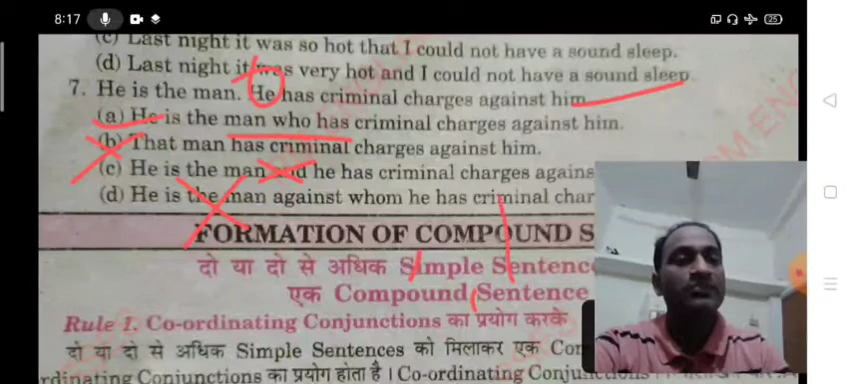 8:17
25
(c) Last night it was so hot that I could not have a sound sleep.
(d) Last night it was very hot and I could not have a sound sleep.
7. He is the man. He has criminal charges against him.
(a) He is the man who has criminal charges against him.
(b) That man has criminal charges against him.
(c) He is the man and he has criminal charges agains
(d) He is the man against whom he has criminal char
FORMATION OF COMPOUND S
दो या दो से अधिक Simple Sentenc
एक Compound Sentence
Rule I. Co-ordinating Conjunctions का प्रयोग करके
दो या दो से अधिक Simple Sentences को मिलाकर एक Com
rdinating Conjunctions का प्रयोग होता है। Co-ordinating Conju